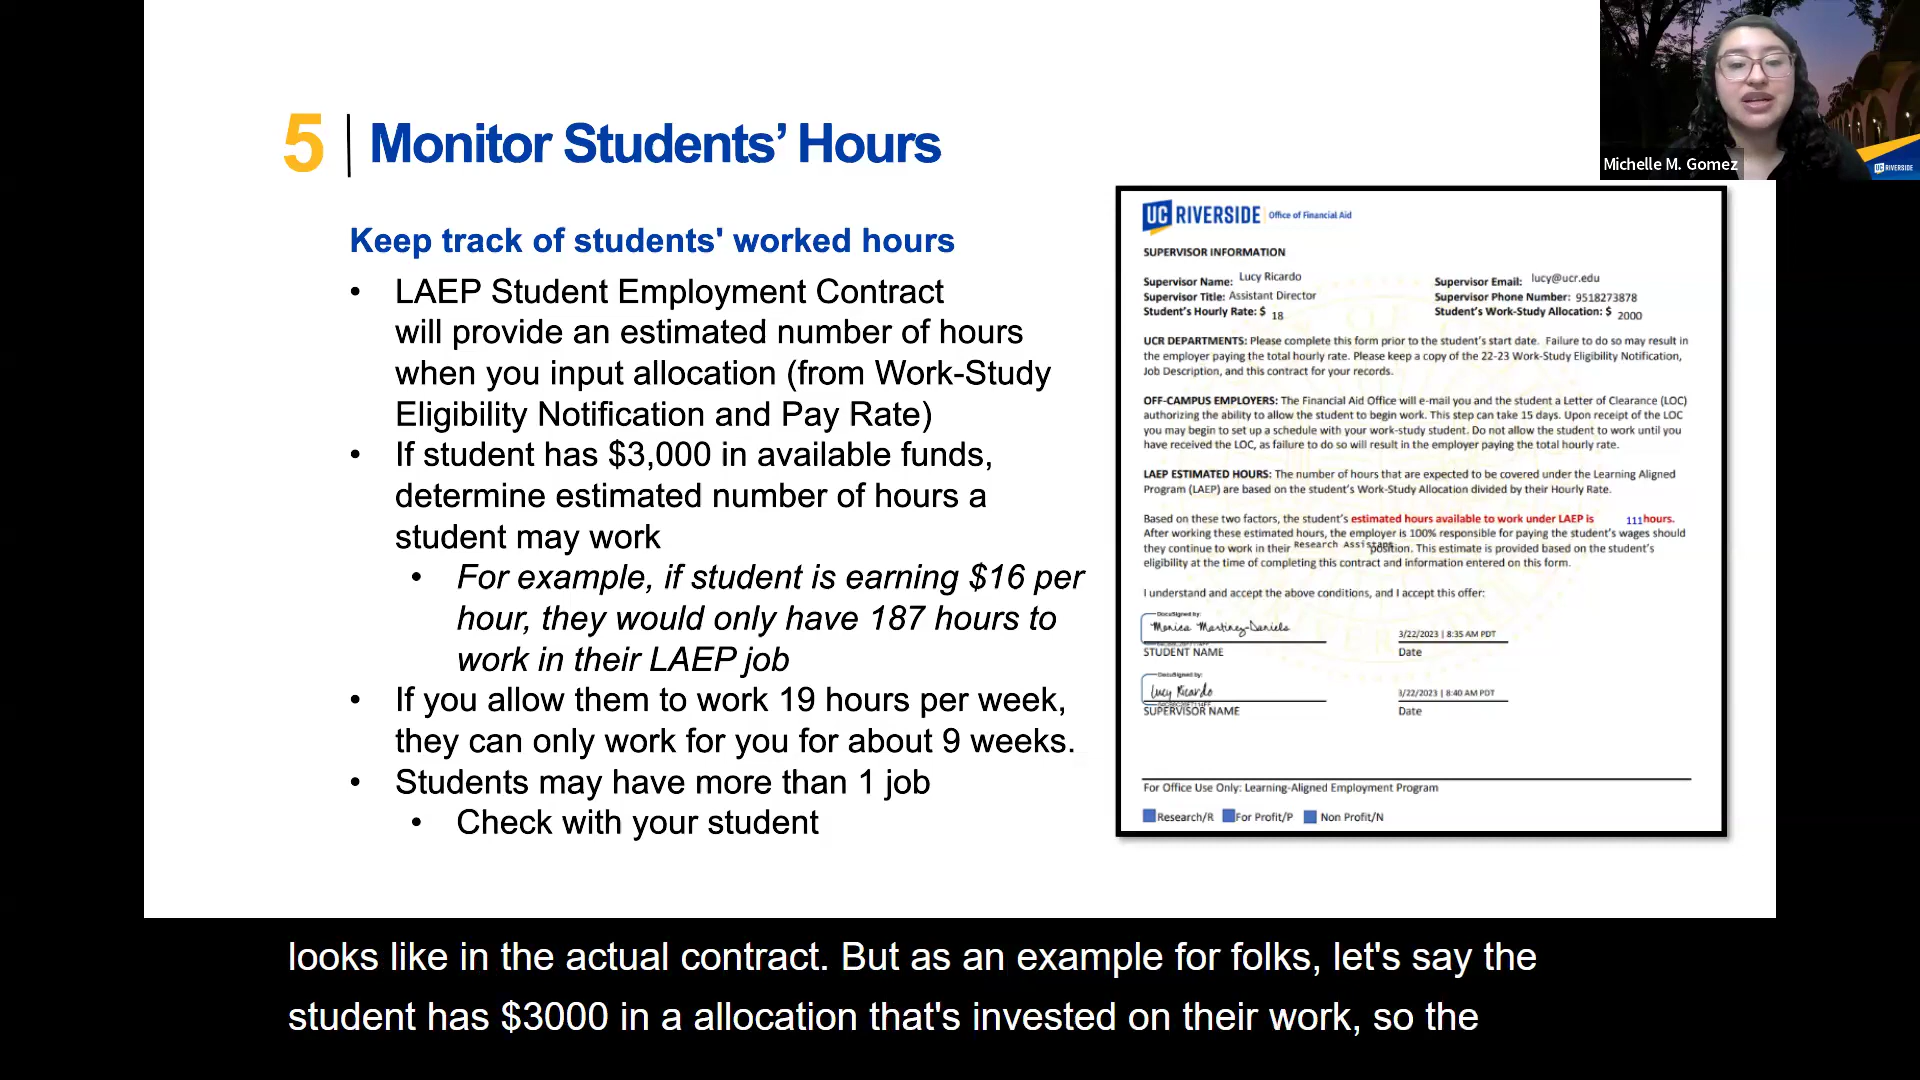 5 | Monitor Students’ Hours
Keep track of students' worked hours
• LAEP Student Employment Contract
will provide an estimated number of hours
when you input allocation (from Work-Study
Eligibility Notification and Pay Rate)
• If student has $3,000 in available funds,
determine estimated number of hours a
student may work
• For example, if student is earning $16 per
hour, they would only have 187 hours to
work in their LAEP job
• If you allow them to work 19 hours per week,
they can only work for you for about 9 weeks.
• Students may have more than 1 job
• Check with your student
UC RIVERSIDE | Office of Financial Aid
SUPERVISOR INFORMATION
Supervisor Name: Lucy Ricardo
Supervisor Email: lucy@ucr.edu
Supervisor Title: Assistant Director
Supervisor Phone Number: 9518273878
Student's Hourly Rate: $ 18
Student's Work-Study Allocation: $ 2000
UCR DEPARTMENTS: Please complete this form prior to the student's start date. Failure to do so may result in
the employer paying the total hourly rate. Please keep a copy of the 22-23 Work-Study Eligibility Notification,
Job Description, and this contract for your records.
OFF-CAMPUS EMPLOYERS: The Financial Aid Office will e-mail you and the student a Letter of Clearance (LOC)
authorizing the ability to allow the student to begin work. This step can take 15 days. Upon receipt of the LOC
you may begin to set up a schedule with your work-study student. Do not allow the student to work until you
have received the LOC, as failure to do so will result in the employer paying the total hourly rate.
LAEP ESTIMATED HOURS: The number of hours that are expected to be covered under the Learning Aligned
Program (LAEP) are based on the student's Work-Study Allocation divided by their Hourly Rate.
Based on these two factors, the student's estimated hours available to work under LAEP is 111 hours.
After working these estimated hours, the employer is 100% responsible for paying the student's wages should
they continue to work in their Research Assistant position. This estimate is provided based on the student's
eligibility at the time of completing this contract and information entered on this form.
I understand and accept the above conditions, and I accept this offer:
DocuSigned by:
Monica Martinez-Daniels
3/22/2023 | 8:35 AM PDT
STUDENT NAME
Date
DocuSigned by:
Lucy Ricardo
3/22/2023 | 8:40 AM PDT
SUPERVISOR NAME
Date
For Office Use Only: Learning-Aligned Employment Program
Research/R For Profit/P Non Profit/N
Michelle M. Gomez
UC RIVERSIDE
looks like in the actual contract. But as an example for folks, let's say the
student has $3000 in a allocation that's invested on their work, so the